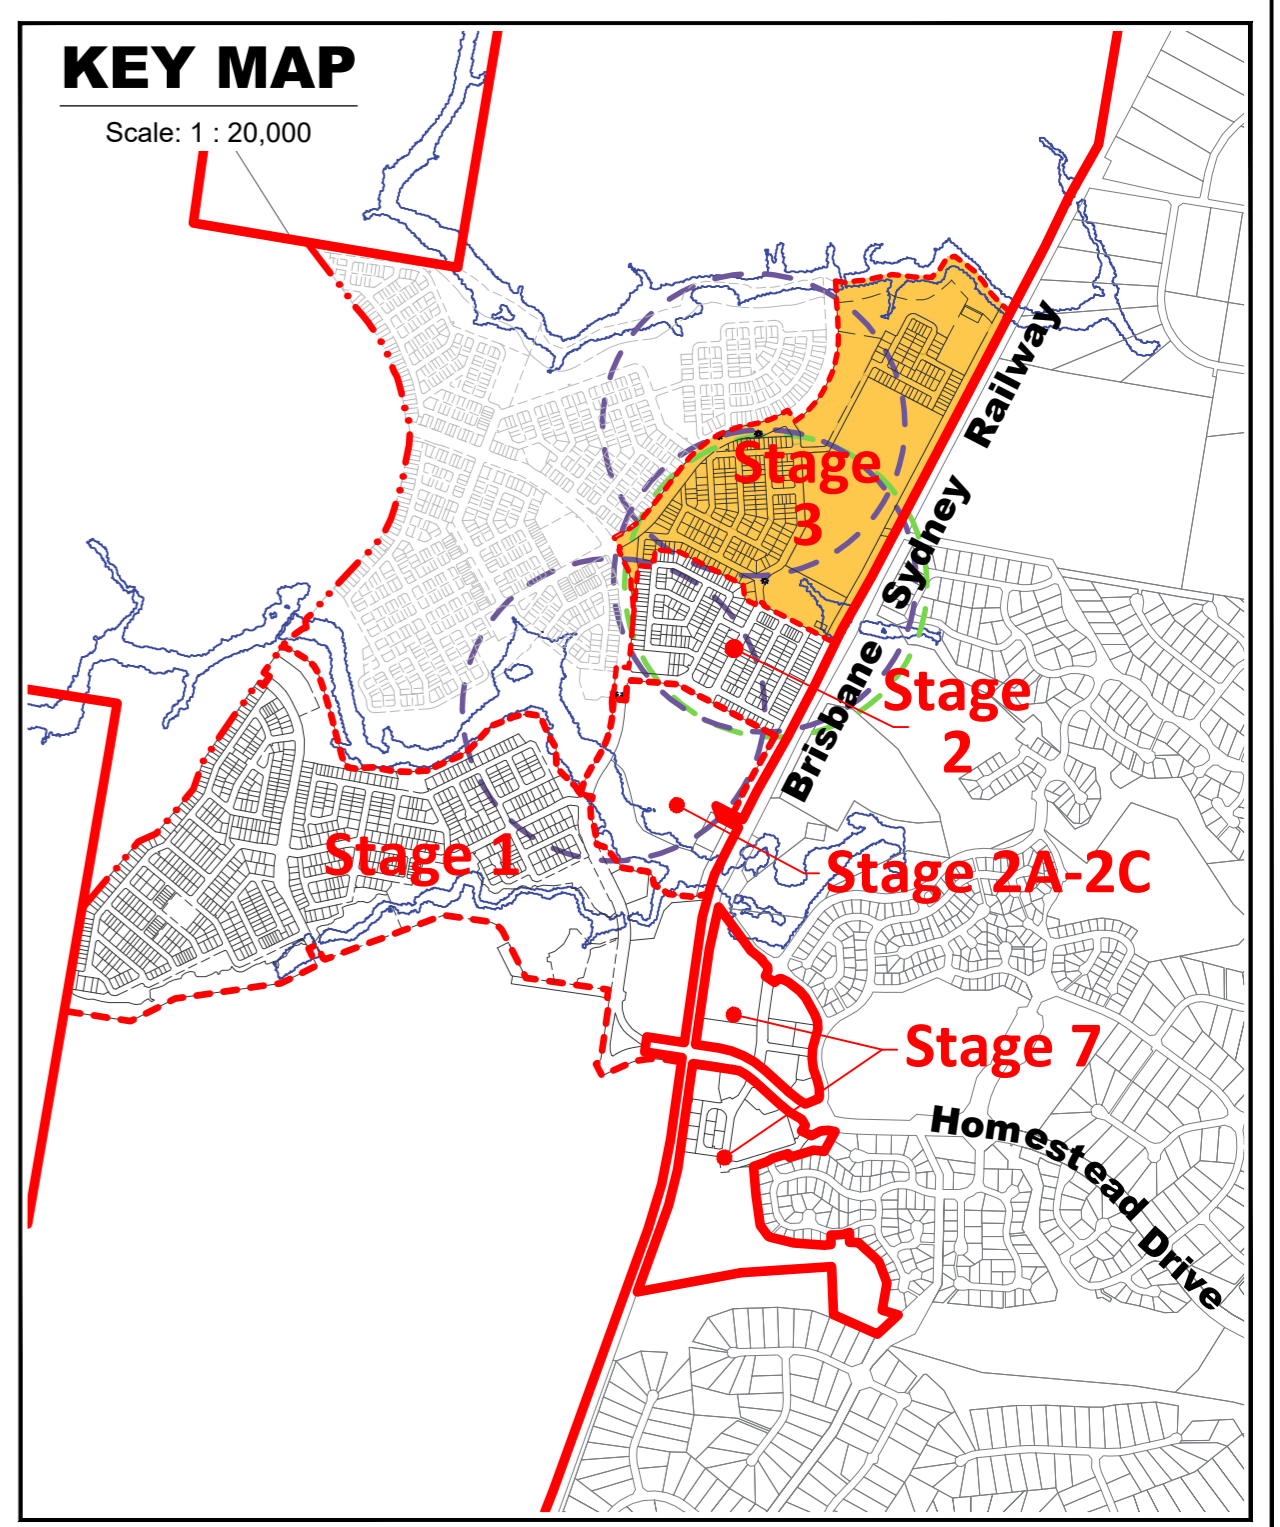 KEY MAP
Scale: 1 : 20,000
Stage
3
Brisbane Sydney Railway
Stage
2
Stage 1
Stage 2A-2C
Stage 7
Homestead Drive